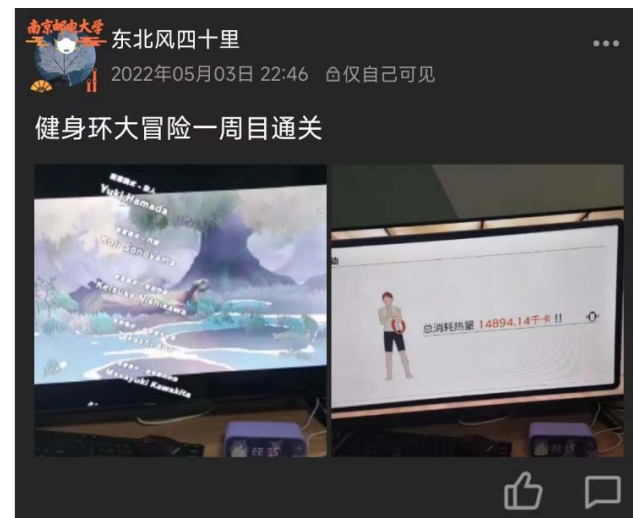 南京邮电大学
东北风四十里
2022年05月03日 22:46 仅自己可见
健身环大冒险一周目通关
Yuki Hamada
Koji Sonoyama
Keisuke Nishikawa
Masayuki Kawakita
总消耗热量 14894.14千卡!!
22:35